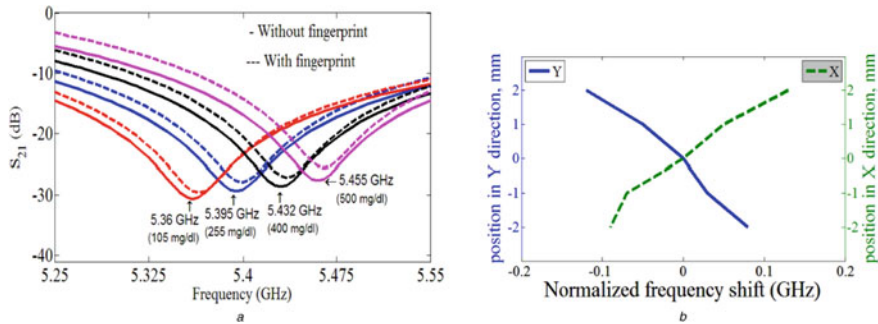 0
-10
-20
-30
-40
S21 (dB)
- Without fingerprint
--- With fingerprint
5.36 GHz
(105 mg/dl)
5.395 GHz
(255 mg/dl)
5.432 GHz
(400 mg/dl)
5.455 GHz
(500 mg/dl)
5.25
5.325
5.4
5.475
5.55
Frequency (GHz)
a
Y
X
position in Y direction, mm
2
1
0
-1
-2
2
1
0
-1
-2
position in X direction, mm
-0.2
-0.1
0
0.1
0.2
Normalized frequency shift (GHz)
b